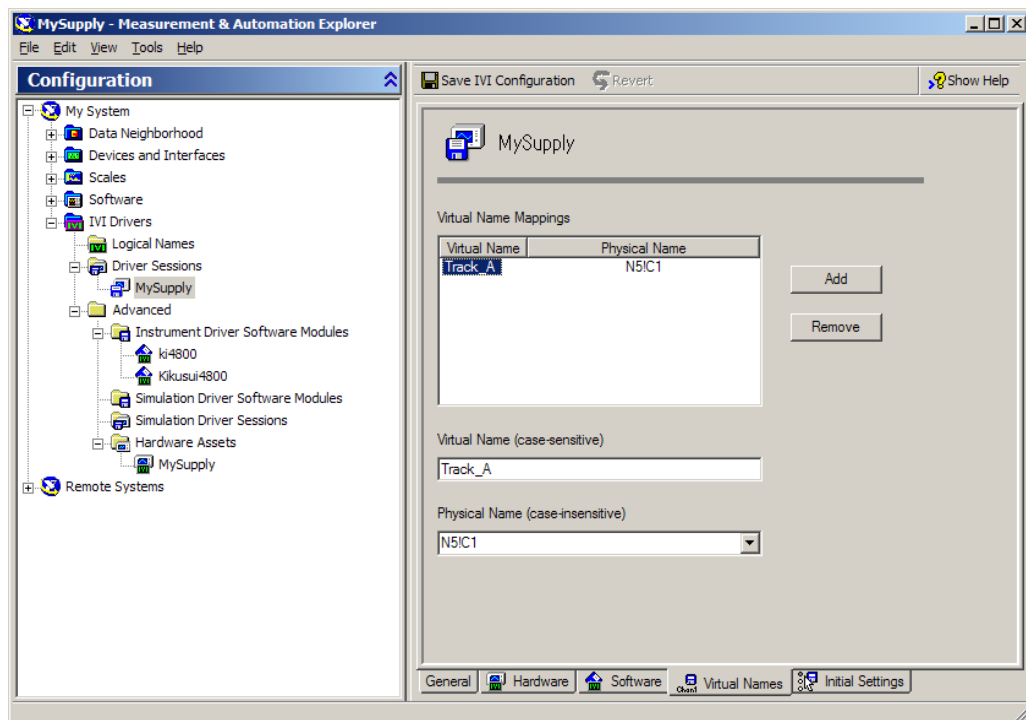 MySupply - Measurement & Automation Explorer
File Edit View Tools Help
Configuration
My System
Data Neighborhood
Devices and Interfaces
Scales
Software
IVI Drivers
Logical Names
Driver Sessions
MySupply
Advanced
Instrument Driver Software Modules
ki4800
Kikusui4800
Simulation Driver Software Modules
Simulation Driver Sessions
Hardware Assets
MySupply
Remote Systems
Save IVI Configuration Revert Show Help
MySupply
Virtual Name Mappings
Virtual Name Physical Name
Track_A N5!C1
Add
Remove
Virtual Name (case-sensitive)
Track_A
Physical Name (case-insensitive)
N5!C1
General Hardware Software Virtual Names Initial Settings